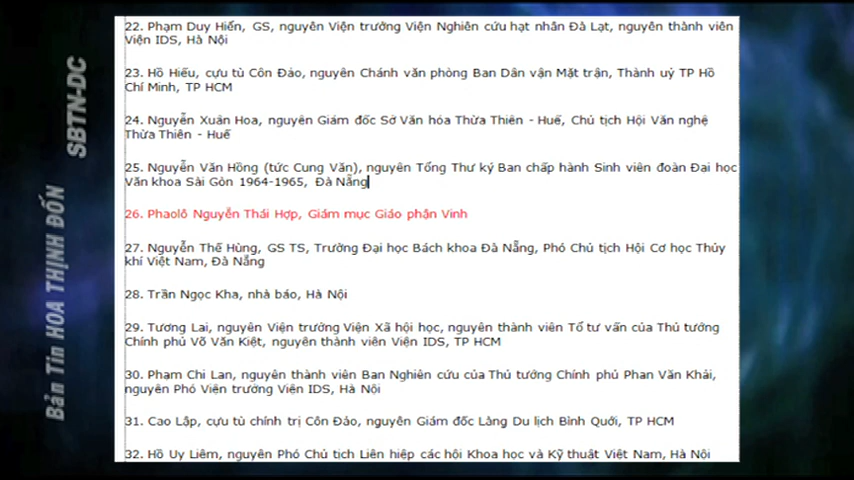 22. Phạm Duy Hiển, GS, nguyên Viện trưởng Viện Nghiên cứu hạt nhân Đà Lạt, nguyên thành viên
Viện IDS, Hà Nội
23. Hồ Hiếu, cựu tù Côn Đảo, nguyên Chánh văn phòng Ban Dân vận Mặt trận, Thành uỷ TP Hồ
Chí Minh, TP HCM
24. Nguyễn Xuân Hoa, nguyên Giám đốc Sở Văn hóa Thừa Thiên - Huế, Chủ tịch Hội Văn nghệ
Thừa Thiên - Huế
25. Nguyễn Văn Hồng (tức Cung Văn), nguyên Tổng Thư ký Ban chấp hành Sinh viên đoàn Đại học
Văn khoa Sài Gòn 1964-1965, Đà Nẵng
26. Phaolô Nguyễn Thái Hợp, Giám mục Giáo phận Vinh
27. Nguyễn Thế Hùng, GS TS, Trường Đại học Bách khoa Đà Nẵng, Phó Chủ tịch Hội Cơ học Thủy
khí Việt Nam, Đà Nẵng
28. Trần Ngọc Kha, nhà báo, Hà Nội
29. Tương Lai, nguyên Viện trưởng Viện Xã hội học, nguyên thành viên Tổ tư vấn của Thủ tướng
Chính phủ Võ Văn Kiệt, nguyên thành viên Viện IDS, TP HCM
30. Phạm Chi Lan, nguyên thành viên Ban Nghiên cứu của Thủ tướng Chính phủ Phan Văn Khải,
nguyên Phó Viện trưởng Viện IDS, Hà Nội
31. Cao Lập, cựu tù chính trị Côn Đảo, nguyên Giám đốc Làng Du lịch Bình Quới, TP HCM
32. Hồ Uy Liêm, nguyên Phó Chủ tịch Liên hiệp các hội Khoa học và Kỹ thuật Việt Nam, Hà Nội
Bản Tin HOA THỊNH ĐỐN
SBTN-DC